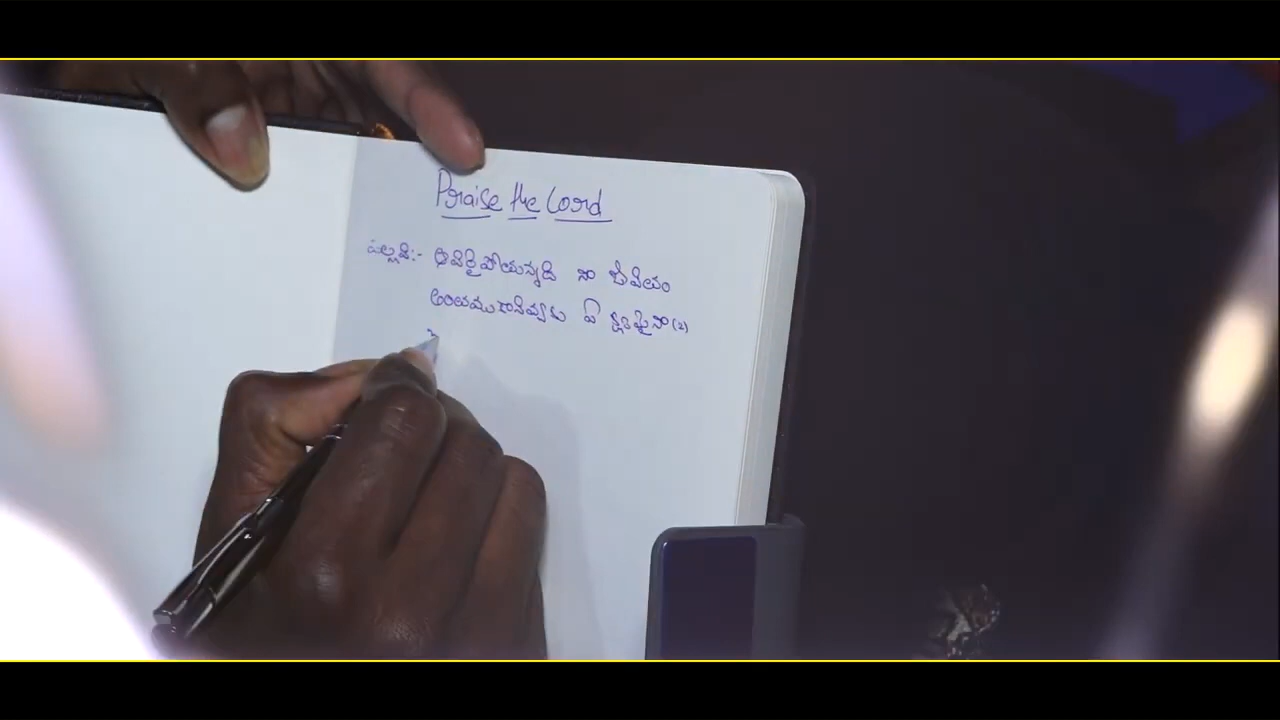 Praise the Lord
పల్లవి:- ఆవిరైపోయున్నది నా జీవితం
అంతముకానివ్వకు ఏ క్షణమైనా (2)